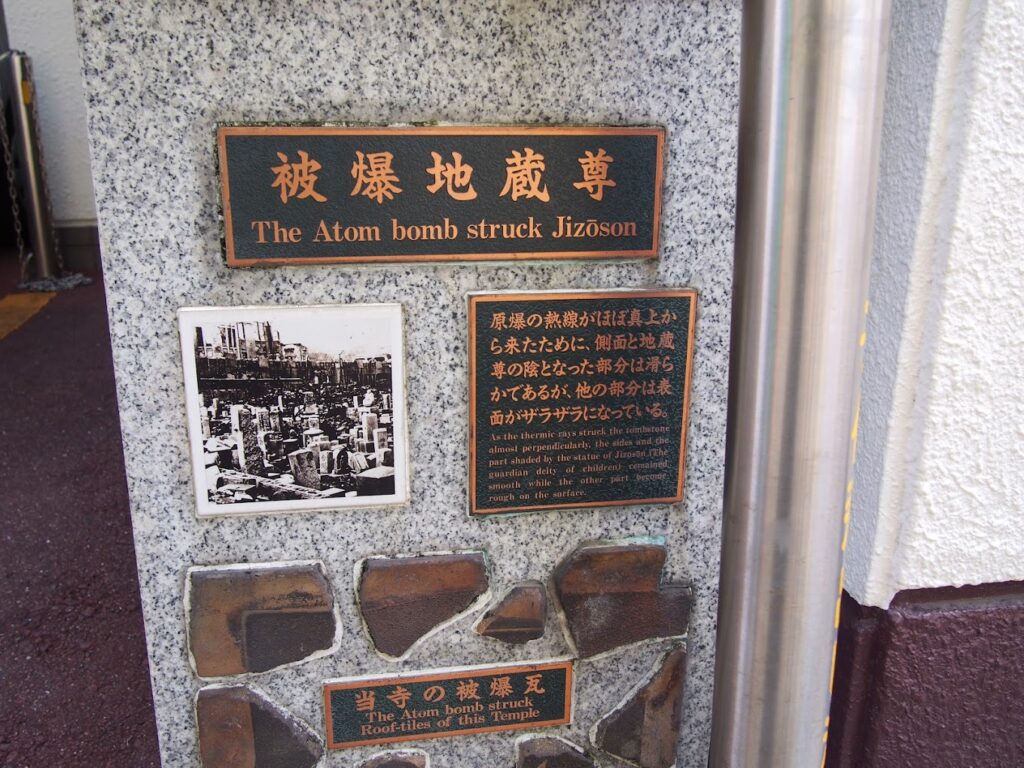 被爆地蔵尊
The Atom bomb struck Jizōson
原爆の熱線がほぼ真上か
ら来たために、側面と地蔵
尊の陰となった部分は滑ら
かであるが、他の部分は表
面がザラザラになっている。
As the thermic rays struck the tombstone
almost perpendicularly, the sides and the
part shaded by the statue of Jizōson (The
guardian deity of children) remained
smooth while the other part become
rough on the surface.
当寺の被爆瓦
The Atom bomb struck
Roof-tiles of this Temple